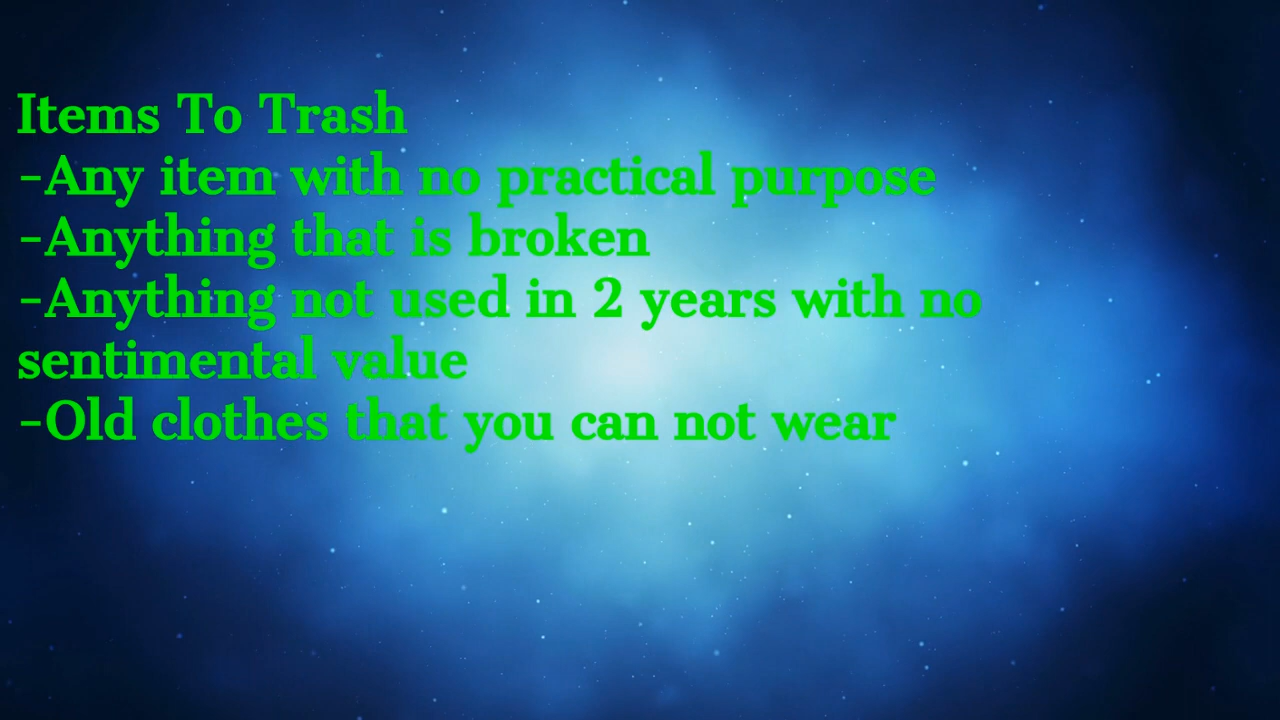 Items To Trash
-Any item with no practical purpose
-Anything that is broken
-Anything not used in 2 years with no
sentimental value
-Old clothes that you can not wear